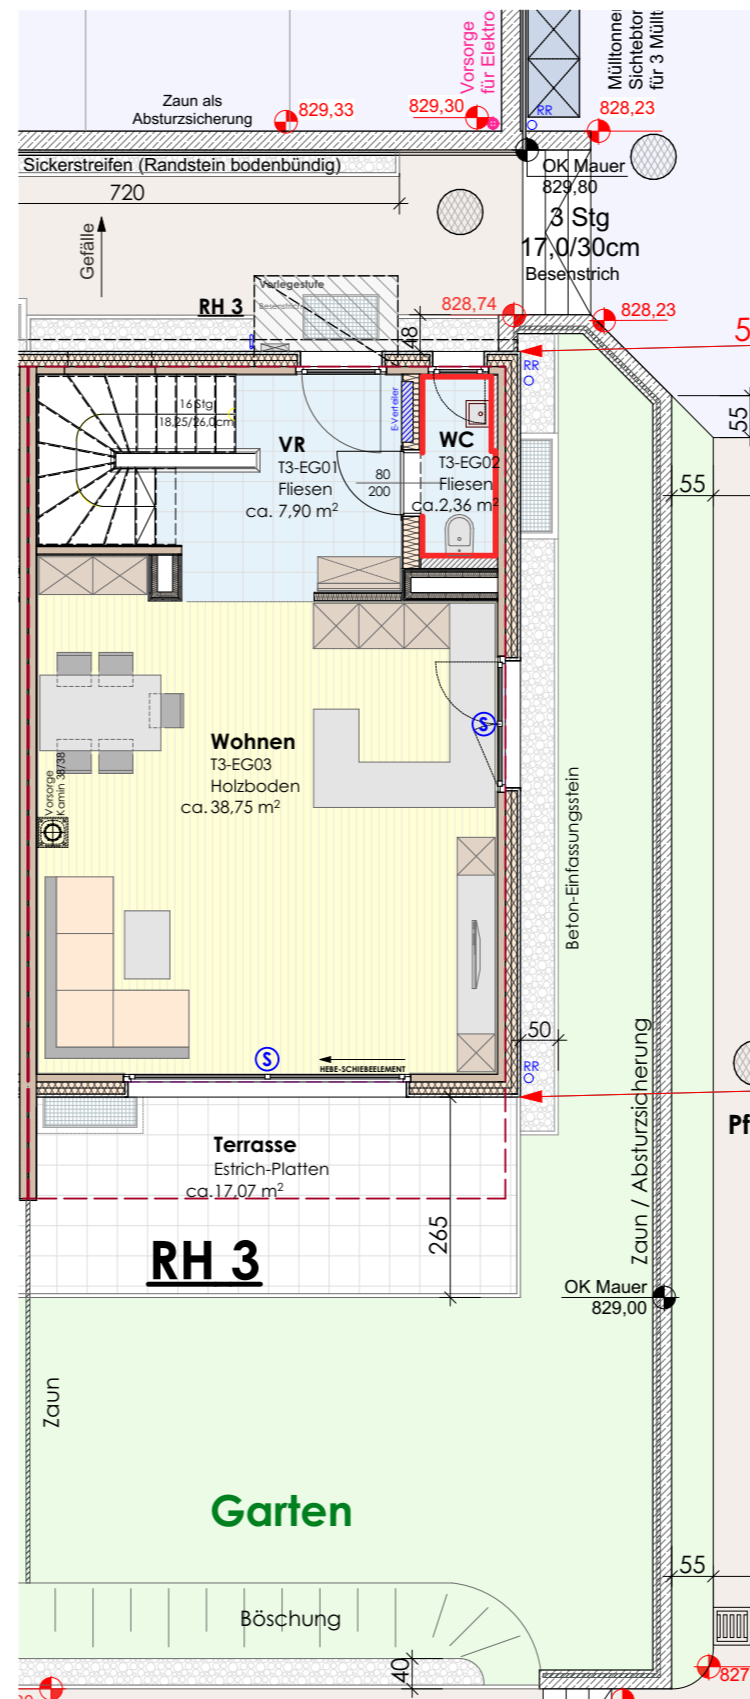 Vorsorge
für Elektro
Mülltonnen
Sichtebtor
für 3 Müllt
Zaun als
Absturzsicherung
829,33
829,30
RR
828,23
Sickerstreifen (Randstein bodenbündig)
OK Mauer
829,80
720
3 Stg
17,0/30cm
Besenstrich
Gefälle
Vorlegestufe
Besenstrich
RH 3
828,74
828,23
48
5
RR
16 Stg
18,25/26,0cm
E-Verteiler
VR
T3-EG01
Fliesen
ca. 7,90 m²
80
200
WC
T3-EG02
Fliesen
ca.2,36 m²
55
55
Wohnen
T3-EG03
Holzboden
ca. 38,75 m²
S
Vorsorge
Kamin 38/38
Beton-Einfassungsstein
S
HEBE-SCHIEBEELEMENT
50
RR
Zaun / Absturzsicherung
Pf
Terrasse
Estrich-Platten
ca.17,07 m²
265
RH 3
OK Mauer
829,00
Zaun
Garten
55
Böschung
40
827